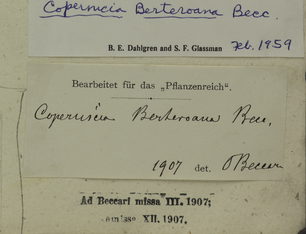 Copernicia Berteroana Becc.
B. E. Dahlgren and S. F. Glassman Feb. 1959
Bearbeitet für das „Pflanzenreich".
Copernicia Berteroana Becc.
1907 det. O Beccari
Ad Beccari missa III. 1907;
remissa XII. 1907.